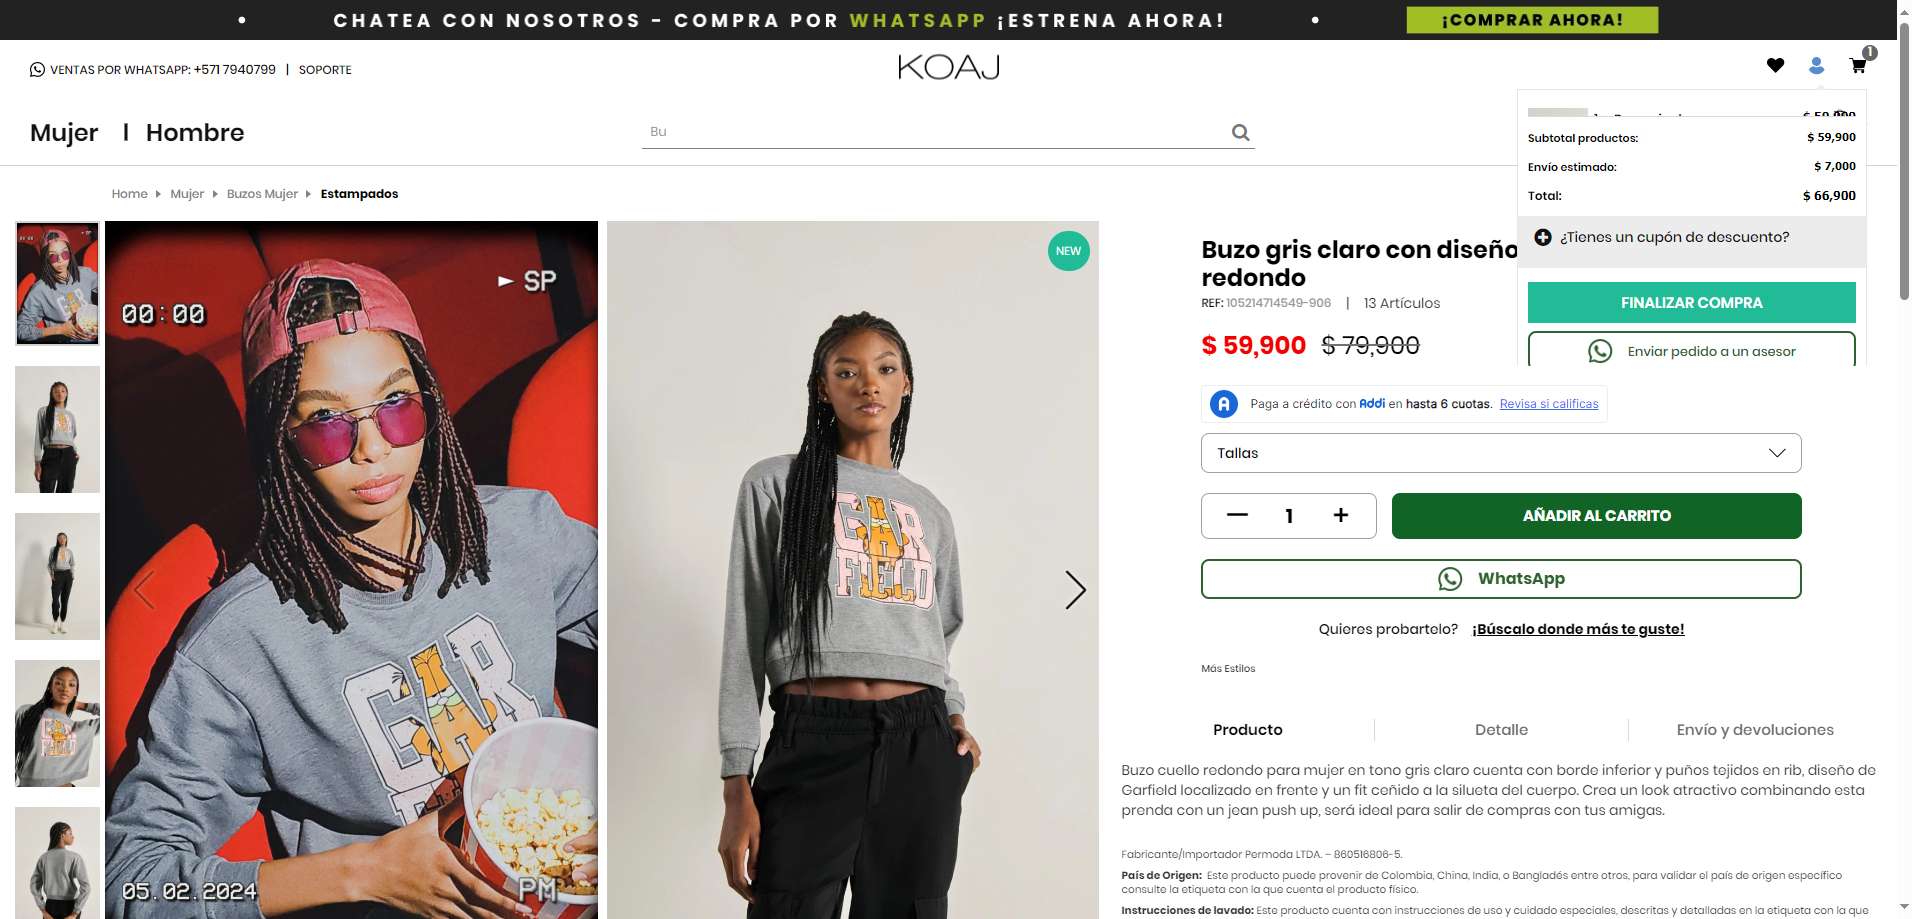 CHATEA CON NOSOTROS - COMPRA POR WHATSAPP ¡ESTRENA AHORA!
¡COMPRAR AHORA!
VENTAS POR WHATSAPP: +571 7940799 | SOPORTE
KOAJ
1
Mujer | Hombre
Bu
Subtotal productos: $ 59,900
Envío estimado: $ 7,000
Total: $ 66,900
¿Tienes un cupón de descuento?
FINALIZAR COMPRA
Enviar pedido a un asesor
Home Mujer Buzos Mujer Estampados
00:00
SP
GARFIELD
05.02.2024
PM
NEW
GARFIELD
Buzo gris claro con diseño
redondo
REF: 105214714549-906 | 13 Artículos
$ 59,900 $ 79,900
Paga a crédito con Addi en hasta 6 cuotas. Revisa si calificas
Tallas
1
AÑADIR AL CARRITO
WhatsApp
Quieres probartelo? ¡Búscalo donde más te guste!
Más Estilos
Producto Detalle Envío y devoluciones
Buzo cuello redondo para mujer en tono gris claro cuenta con borde inferior y puños tejidos en rib, diseño de
Garfield localizado en frente y un fit ceñido a la silueta del cuerpo. Crea un look atractivo combinando esta
prenda con un jean push up, será ideal para salir de compras con tus amigas.
Fabricante/Importador Permoda LTDA. – 860516806-5.
País de Origen: Este producto puede provenir de Colombia, China, India, o Bangladés entre otros, para validar el país de origen específico
consulte la etiqueta con la que cuenta el producto físico.
Instrucciones de lavado: Este producto cuenta con instrucciones de uso y cuidado especiales, descritas y detalladas en la etiqueta con la que